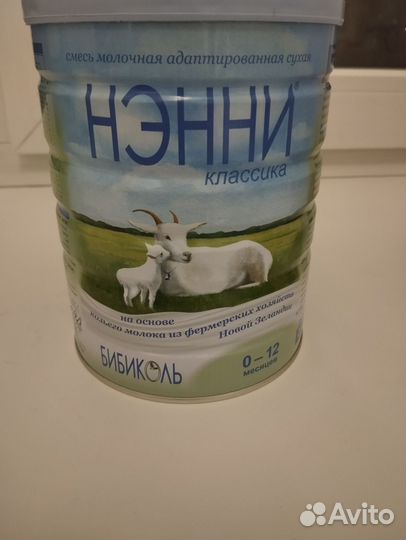 смесь молочная адаптированная сухая
НЭННИ
классика
на основе
козьего молока из фермерских хозяйств
Новой Зеландии
БИБИКОЛЬ
0–12
месяцев
Avito